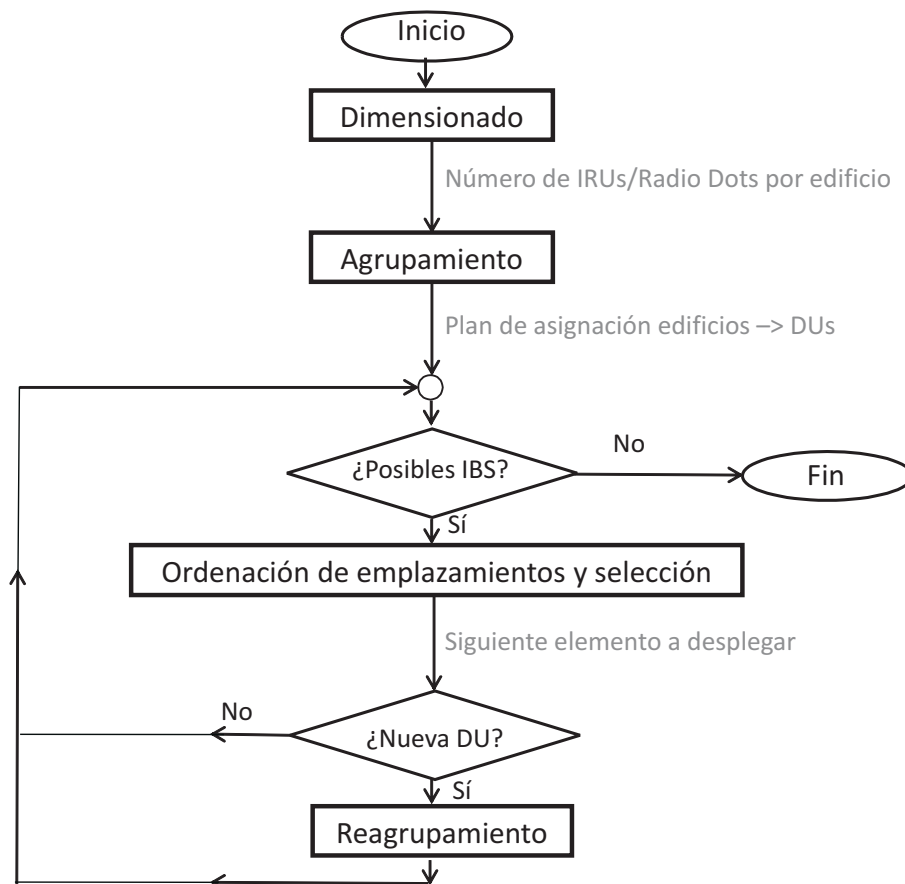 Inicio
Dimensionado
Número de IRUs/Radio Dots por edificio
Agrupamiento
Plan de asignación edificios –> DUs
¿Posibles IBS?
No
Fin
Sí
Ordenación de emplazamientos y selección
Siguiente elemento a desplegar
No
¿Nueva DU?
Sí
Reagrupamiento